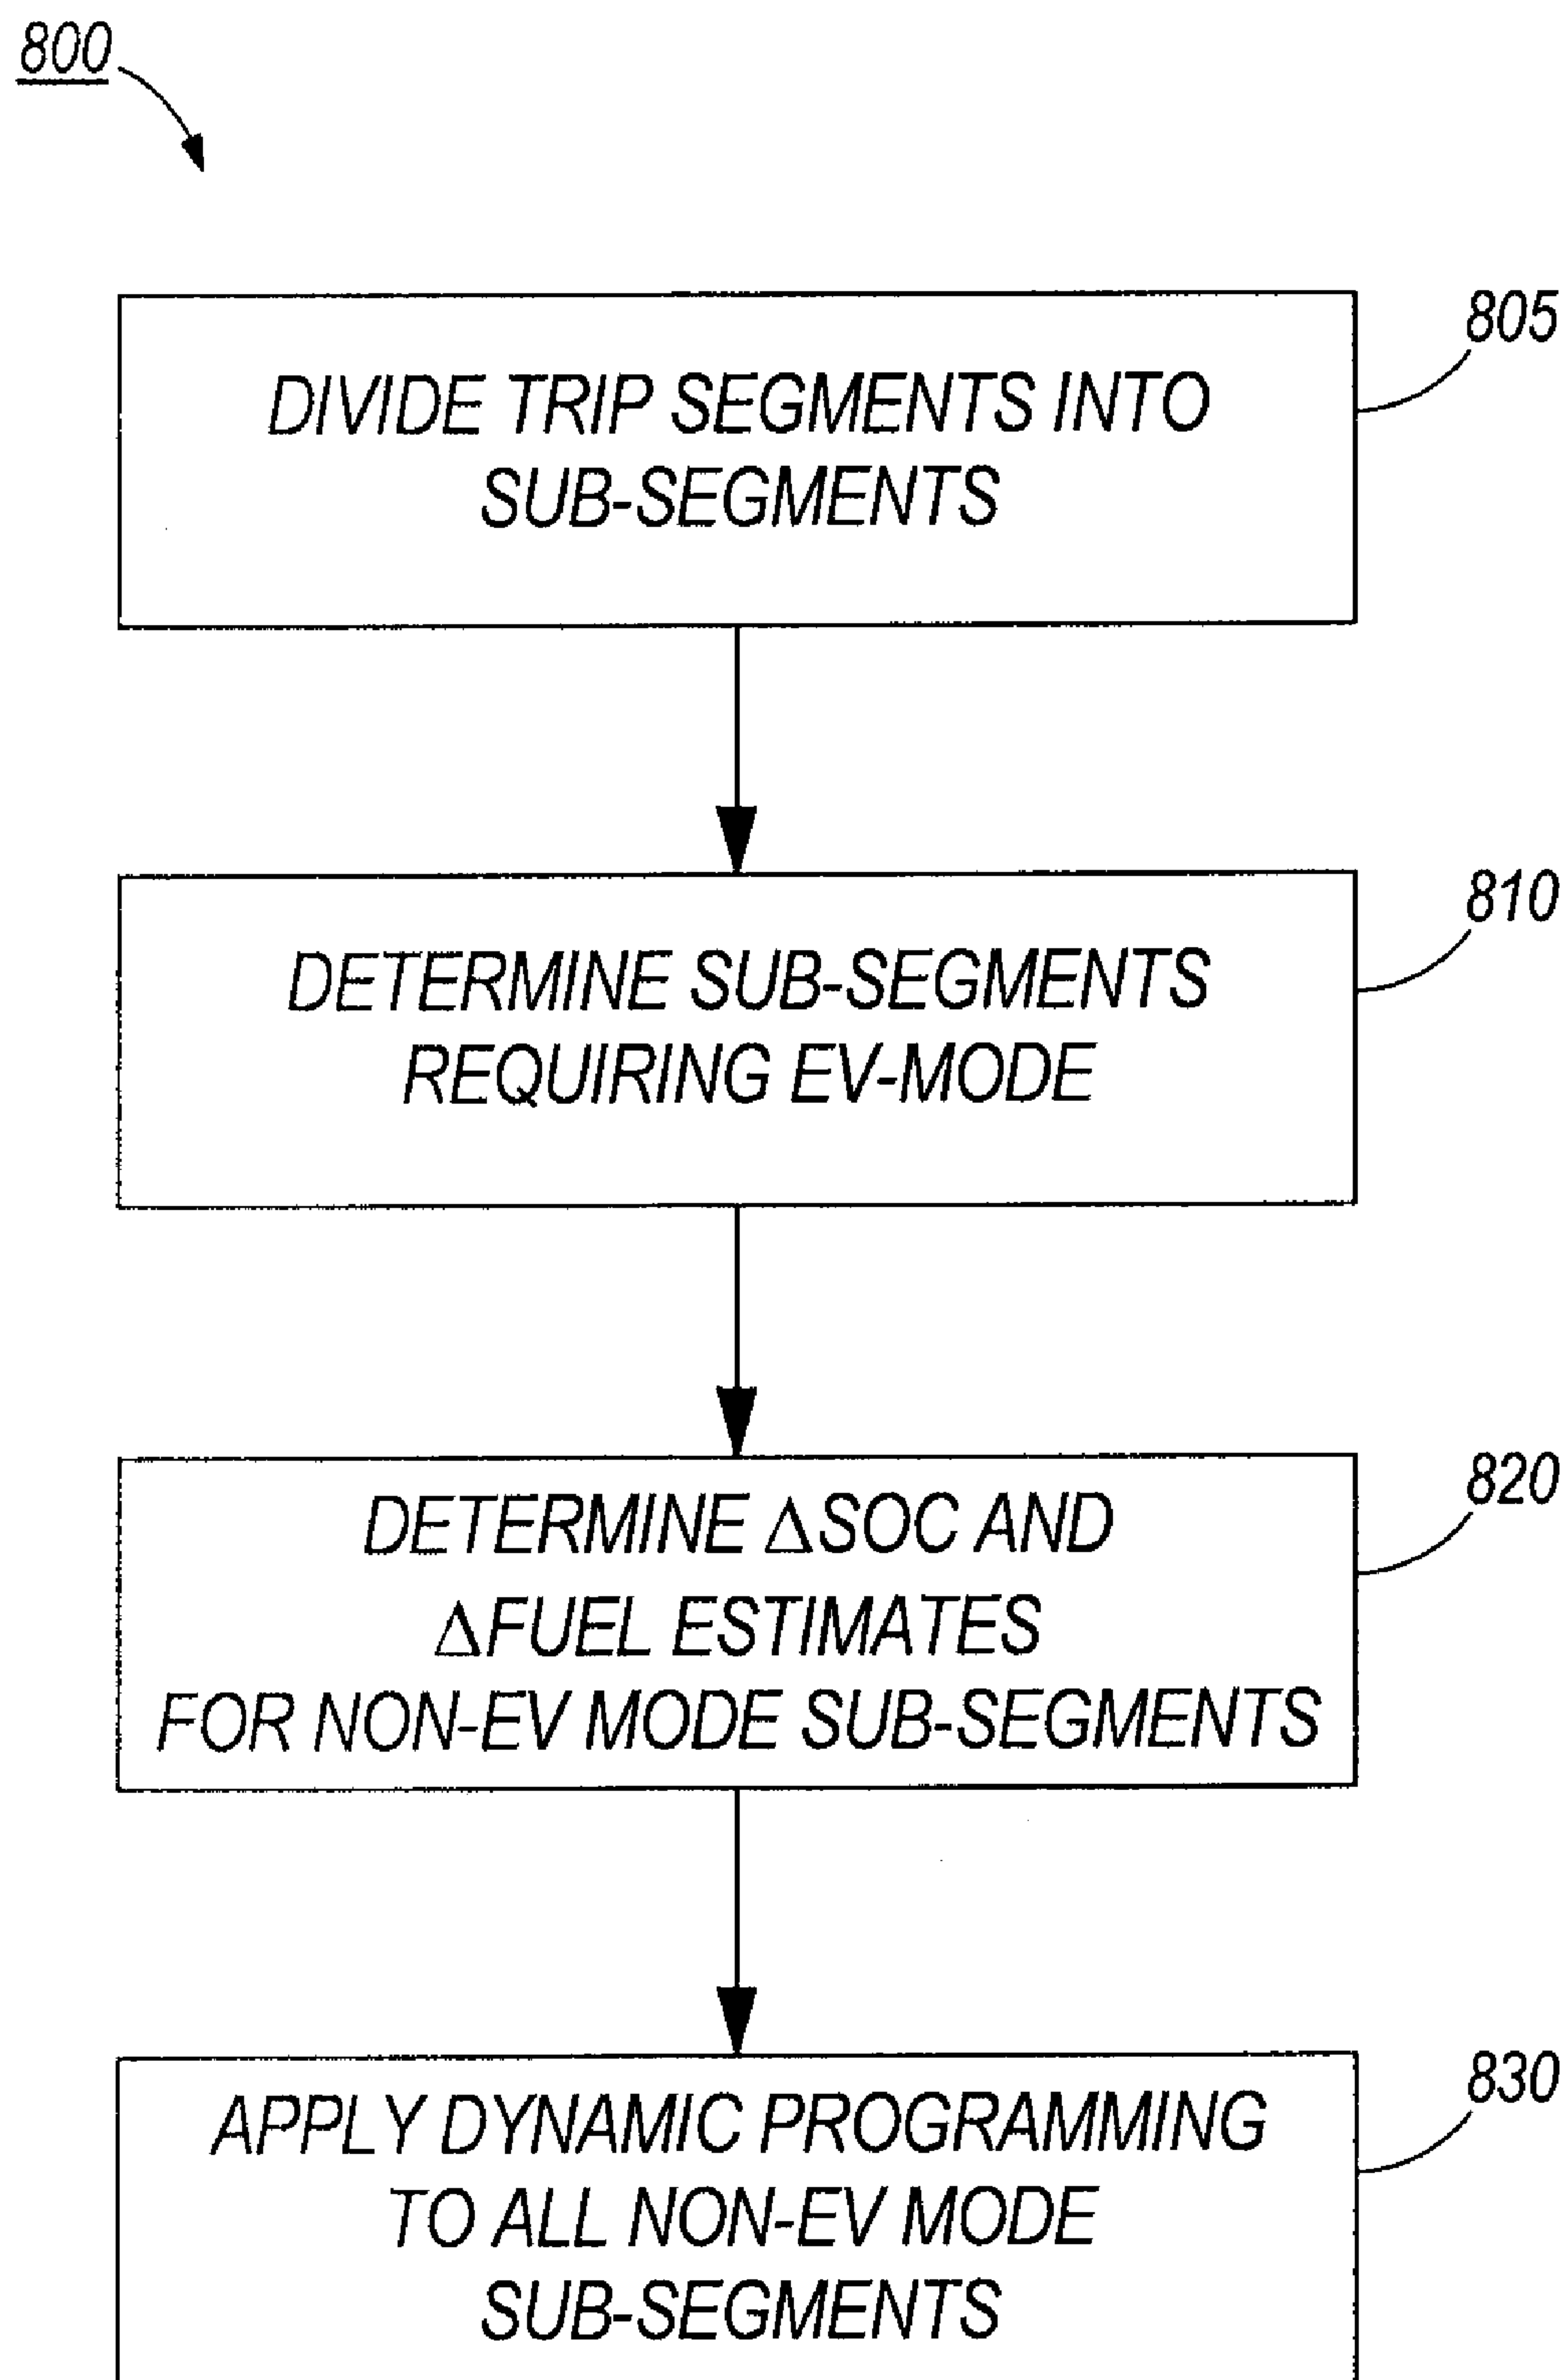 800
805
DIVIDE TRIP SEGMENTS INTO
SUB-SEGMENTS
810
DETERMINE SUB-SEGMENTS
REQUIRING EV-MODE
820
DETERMINE ΔSOC AND
ΔFUEL ESTIMATES
FOR NON-EV MODE SUB-SEGMENTS
830
APPLY DYNAMIC PROGRAMMING
TO ALL NON-EV MODE
SUB-SEGMENTS